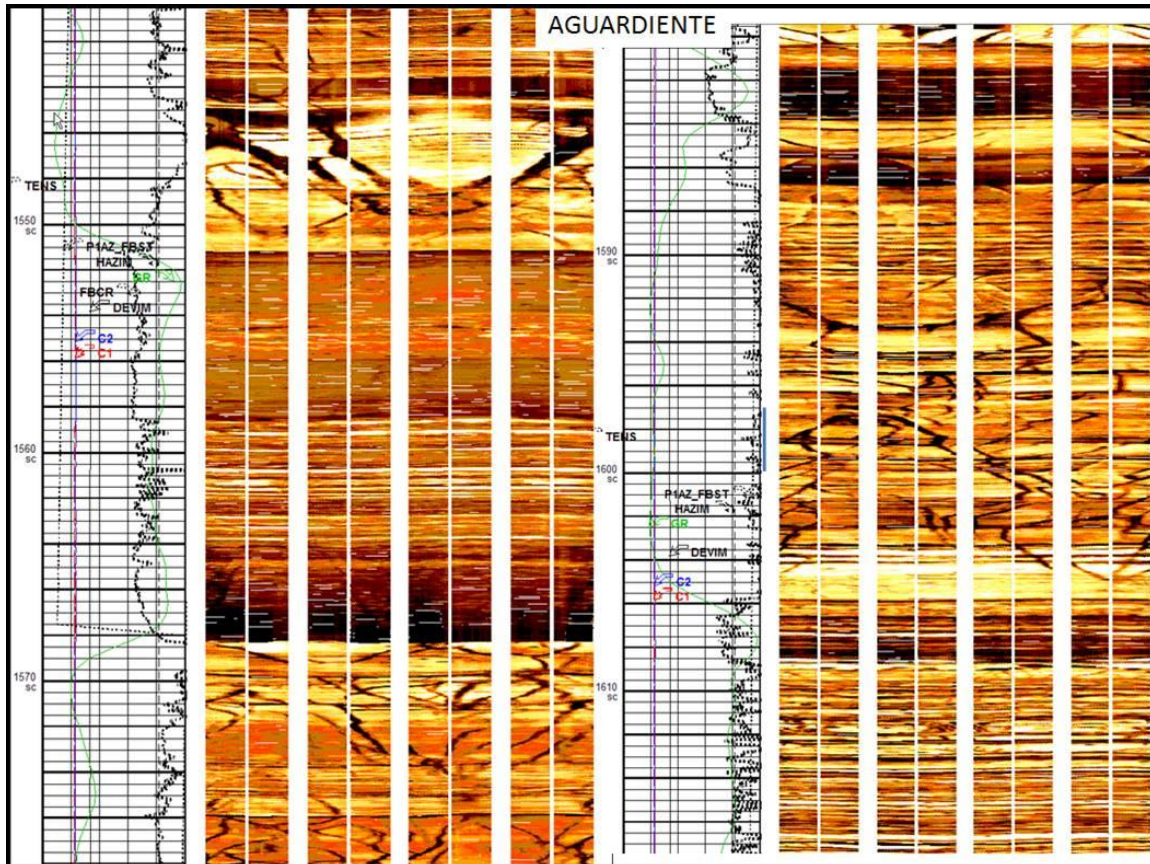 AGUARDIENTE
TENS
1550
SC
P1AZ_FBST
HAZIM
GR
FBCR
DEVIM
C2
C1
1560
SC
1570
SC
1590
SC
TENS
1600
SC
P1AZ_FBST
HAZIM
GR
DEVIM
C2
C1
1610
SC